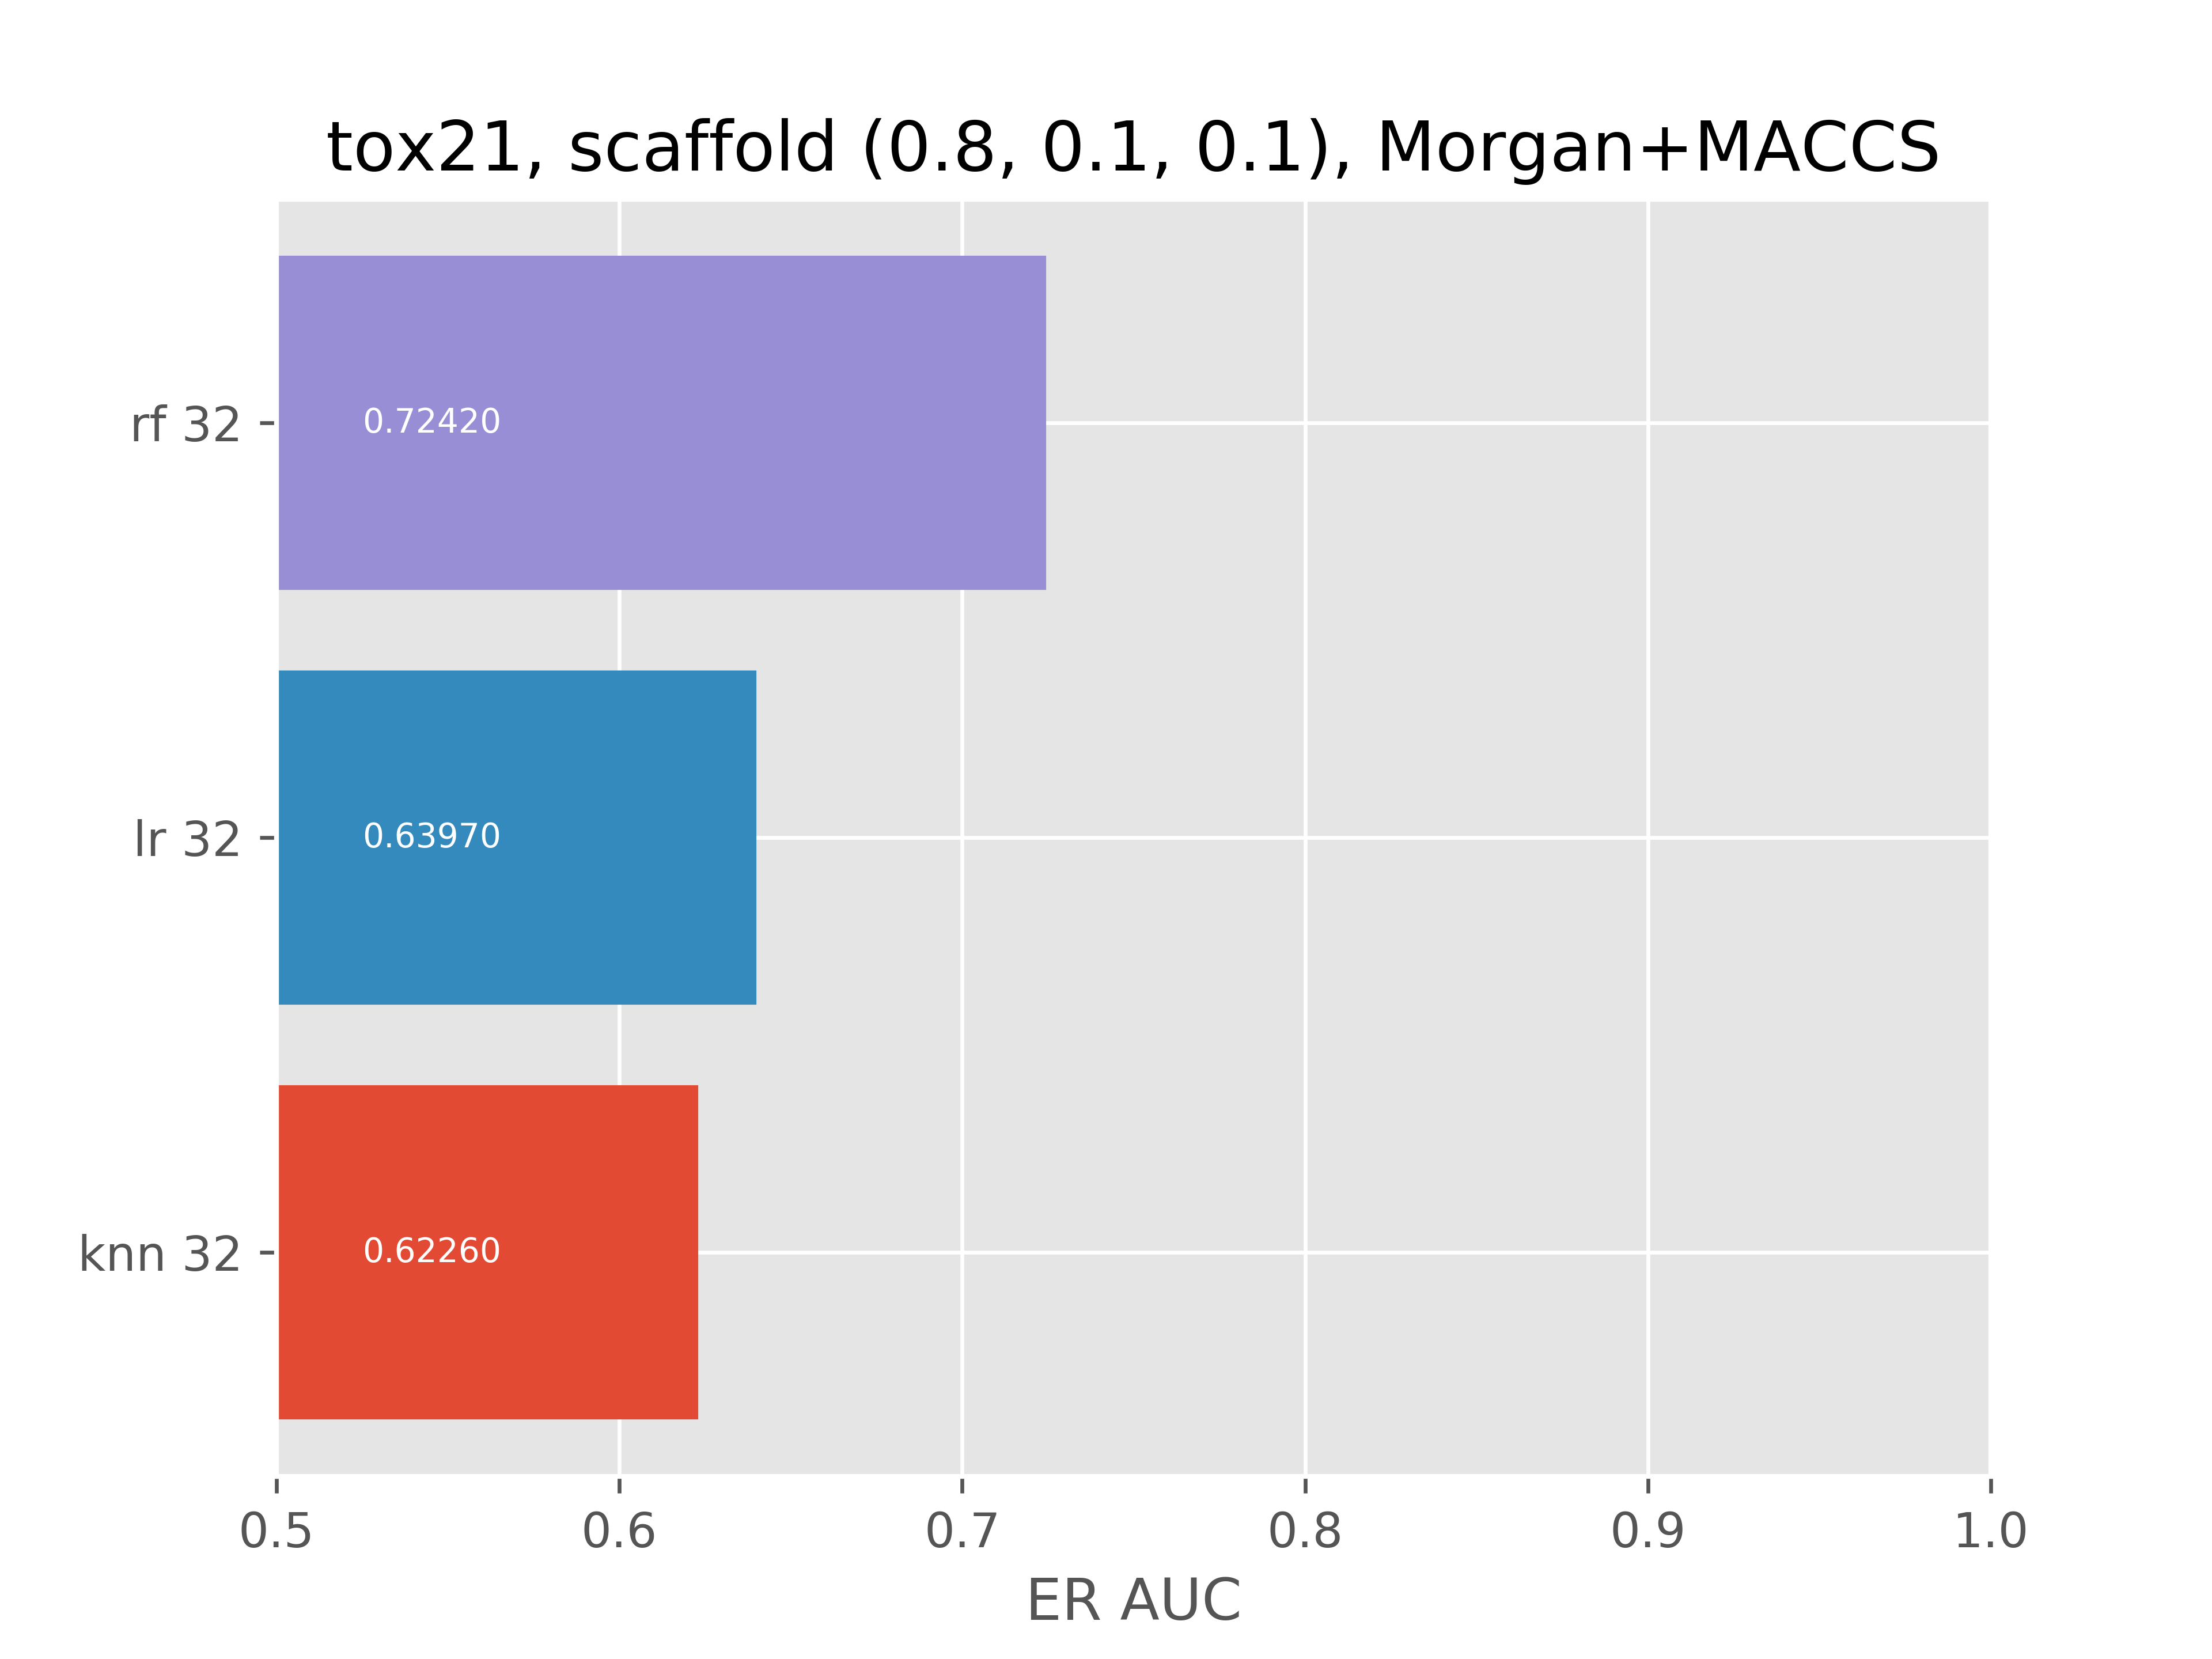 tox21, scaffold (0.8, 0.1, 0.1), Morgan+MACCS
rf 32
0.72420
lr 32
0.63970
knn 32
0.62260
0.5 0.6 0.7 0.8 0.9 1.0
ER AUC